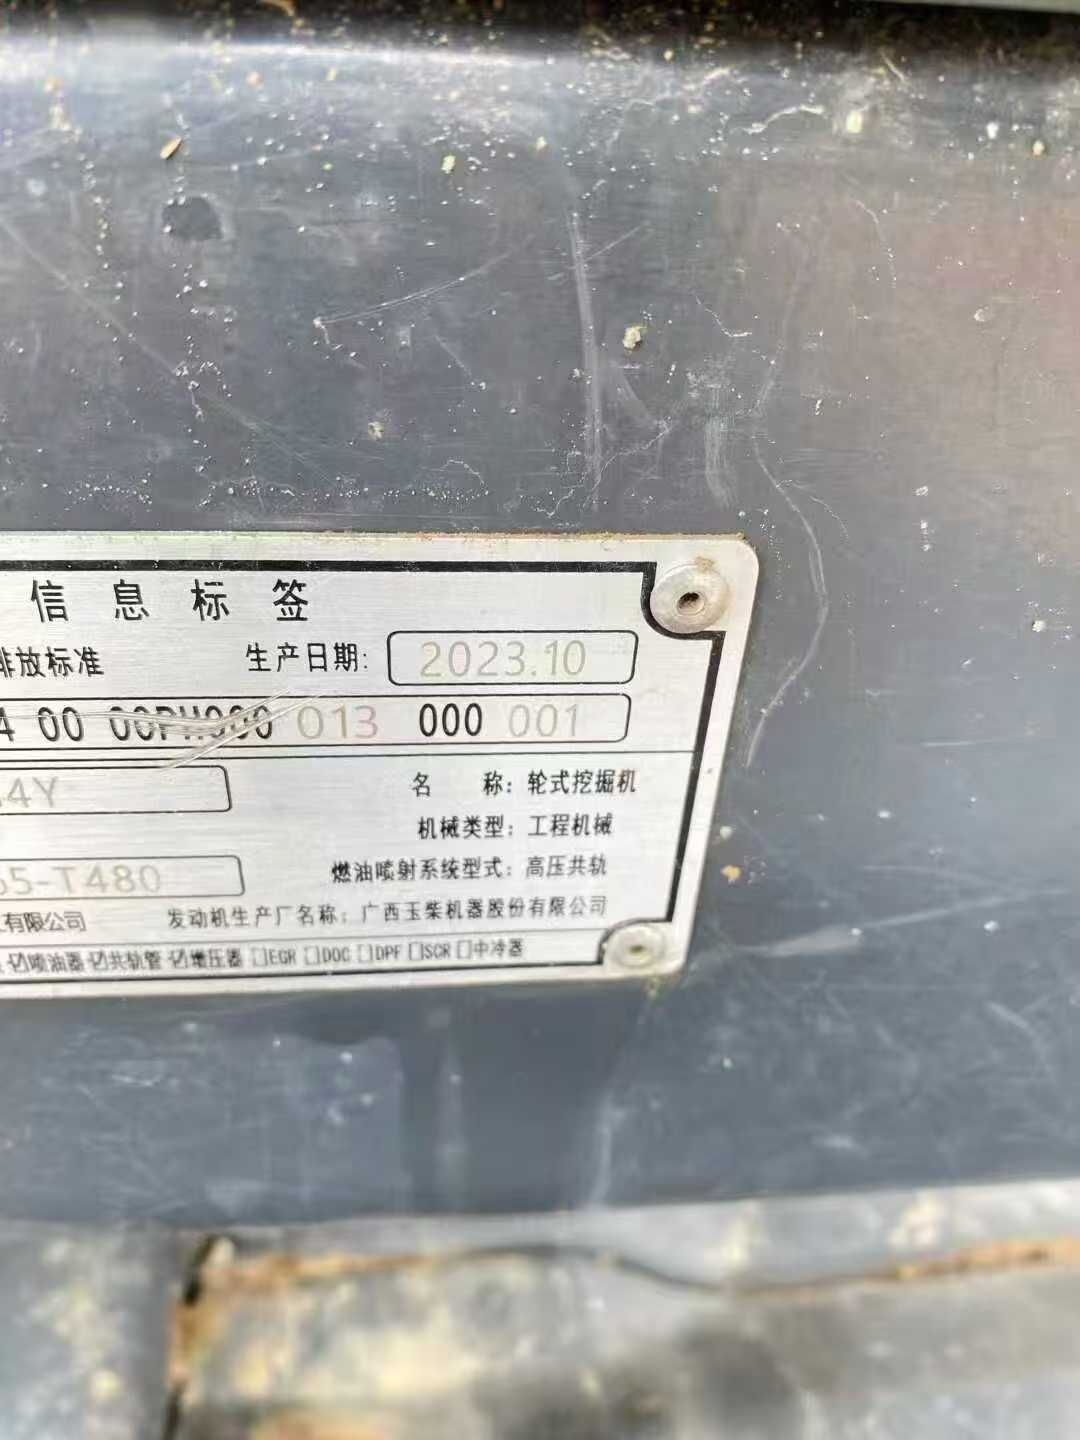 信息标签
排放标准 生产日期: 2023.10
4 00 00PH000 013 000 001
4Y
名 称: 轮式挖掘机
机械类型: 工程机械
65-T480
燃油喷射系统型式: 高压共轨
有限公司 发动机生产厂名称: 广西玉柴机器股份有限公司
☑喷油器 ☑共轨管 ☑增压器 □EGR □DOC □DPF □SCR □中冷器